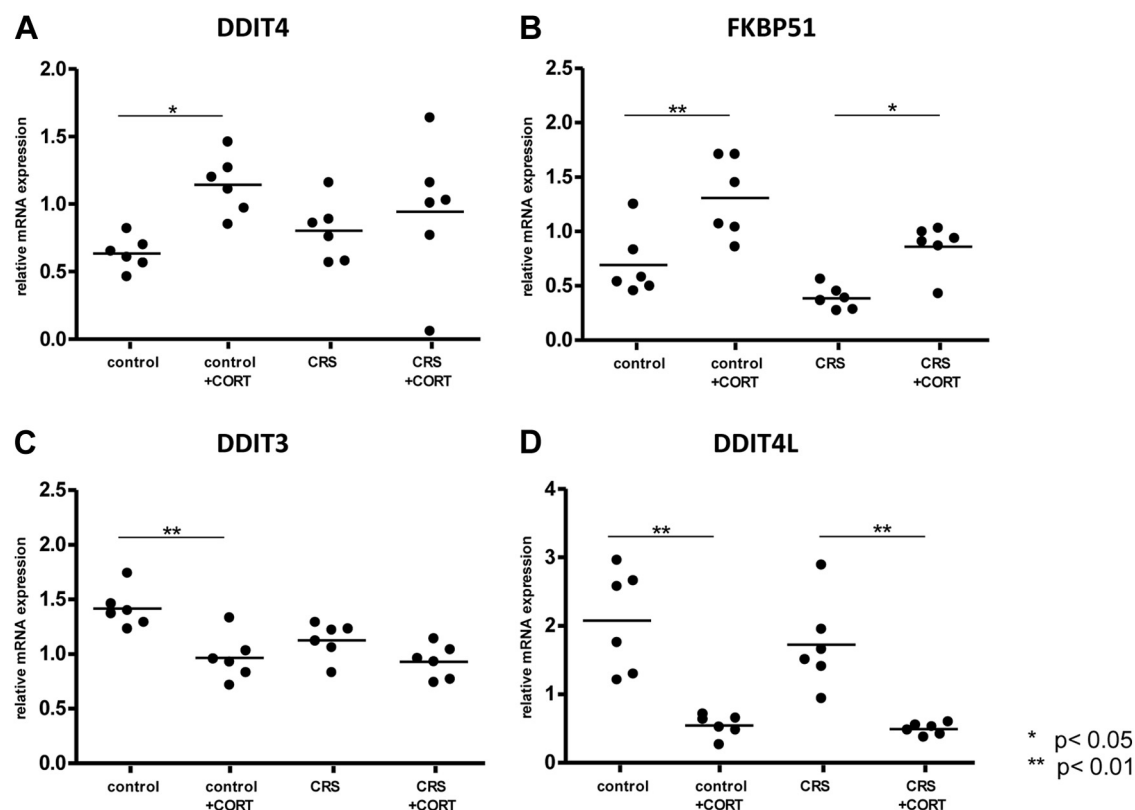 A
DDIT4
relative mRNA expression
2.0
1.5
1.0
0.5
0.0
*
control
control
+CORT
CRS
CRS
+CORT
B
FKBP51
relative mRNA expression
2.5
2.0
1.5
1.0
0.5
0.0
**
*
control
control
+CORT
CRS
CRS
+CORT
C
DDIT3
relative mRNA expression
2.5
2.0
1.5
1.0
0.5
0.0
**
control
control
+CORT
CRS
CRS
+CORT
D
DDIT4L
relative mRNA expression
4
3
2
1
0
**
**
control
control
+CORT
CRS
CRS
+CORT
* p< 0.05
** p< 0.01